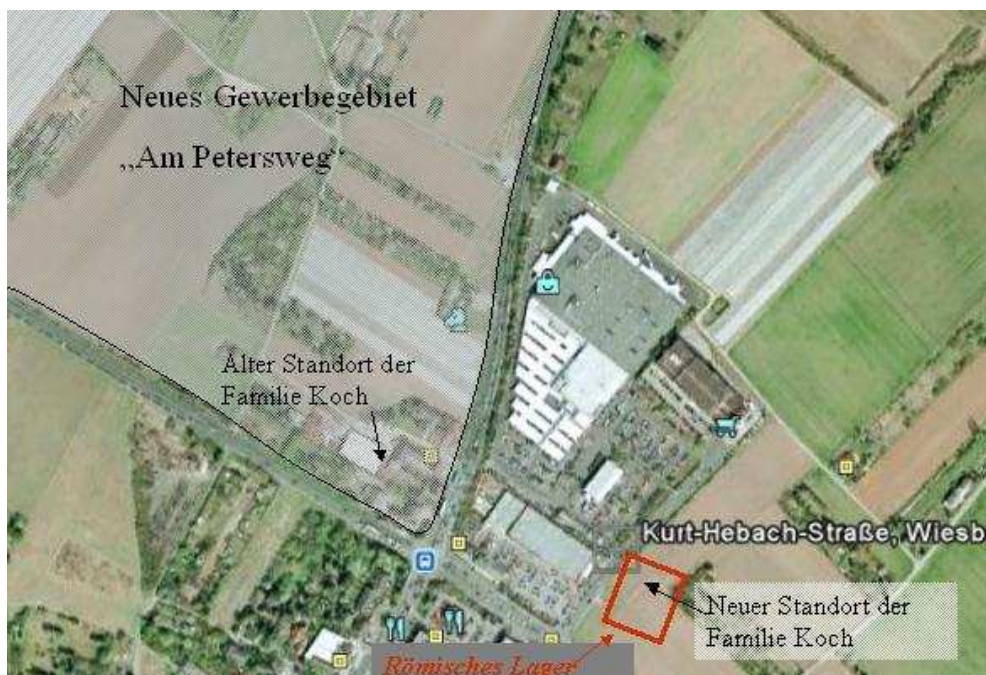 Neues Gewerbegebiet
„Am Petersweg“
Alter Standort der
Familie Koch
Kurt-Hebach-Straße, Wiesb
Neuer Standort der
Familie Koch
Römisches Lager